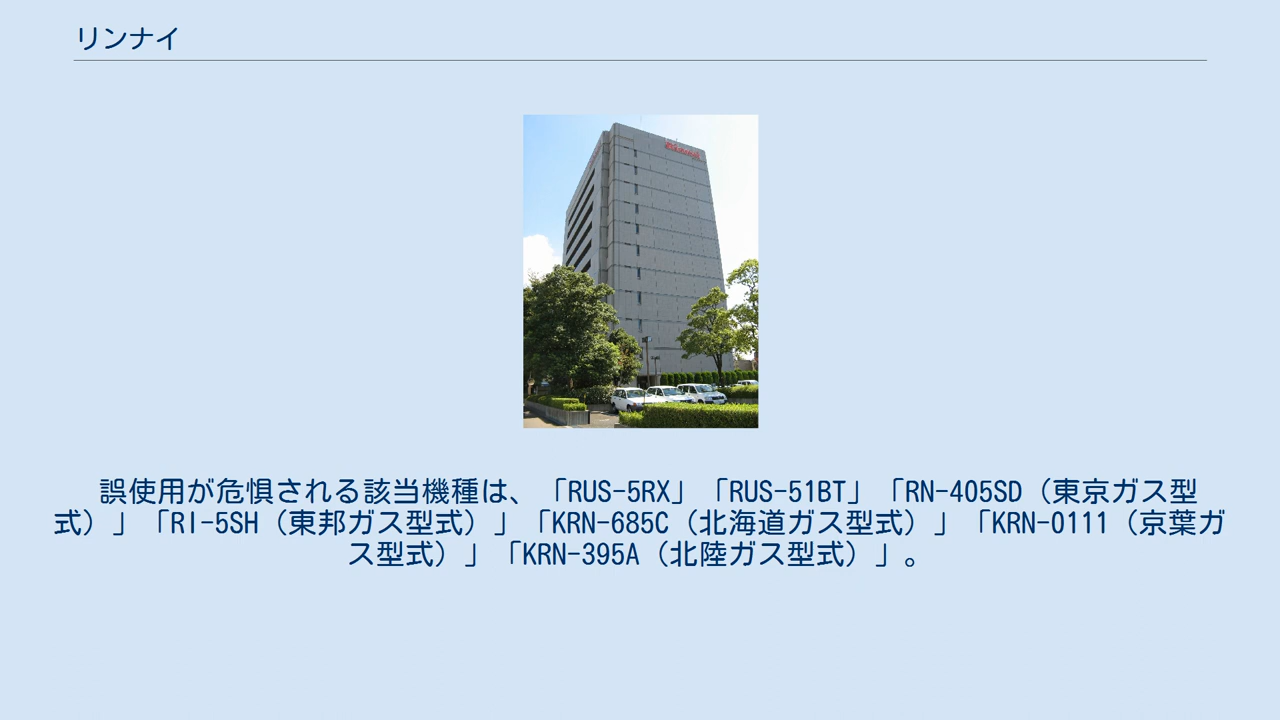 リンナイ
誤使用が危惧される該当機種は、「RUS-5RX」「RUS-51BT」「RN-405SD（東京ガス型
式）」「RI-5SH（東邦ガス型式）」「KRN-685C（北海道ガス型式）」「KRN-0111（京葉ガ
ス型式）」「KRN-395A（北陸ガス型式）」。